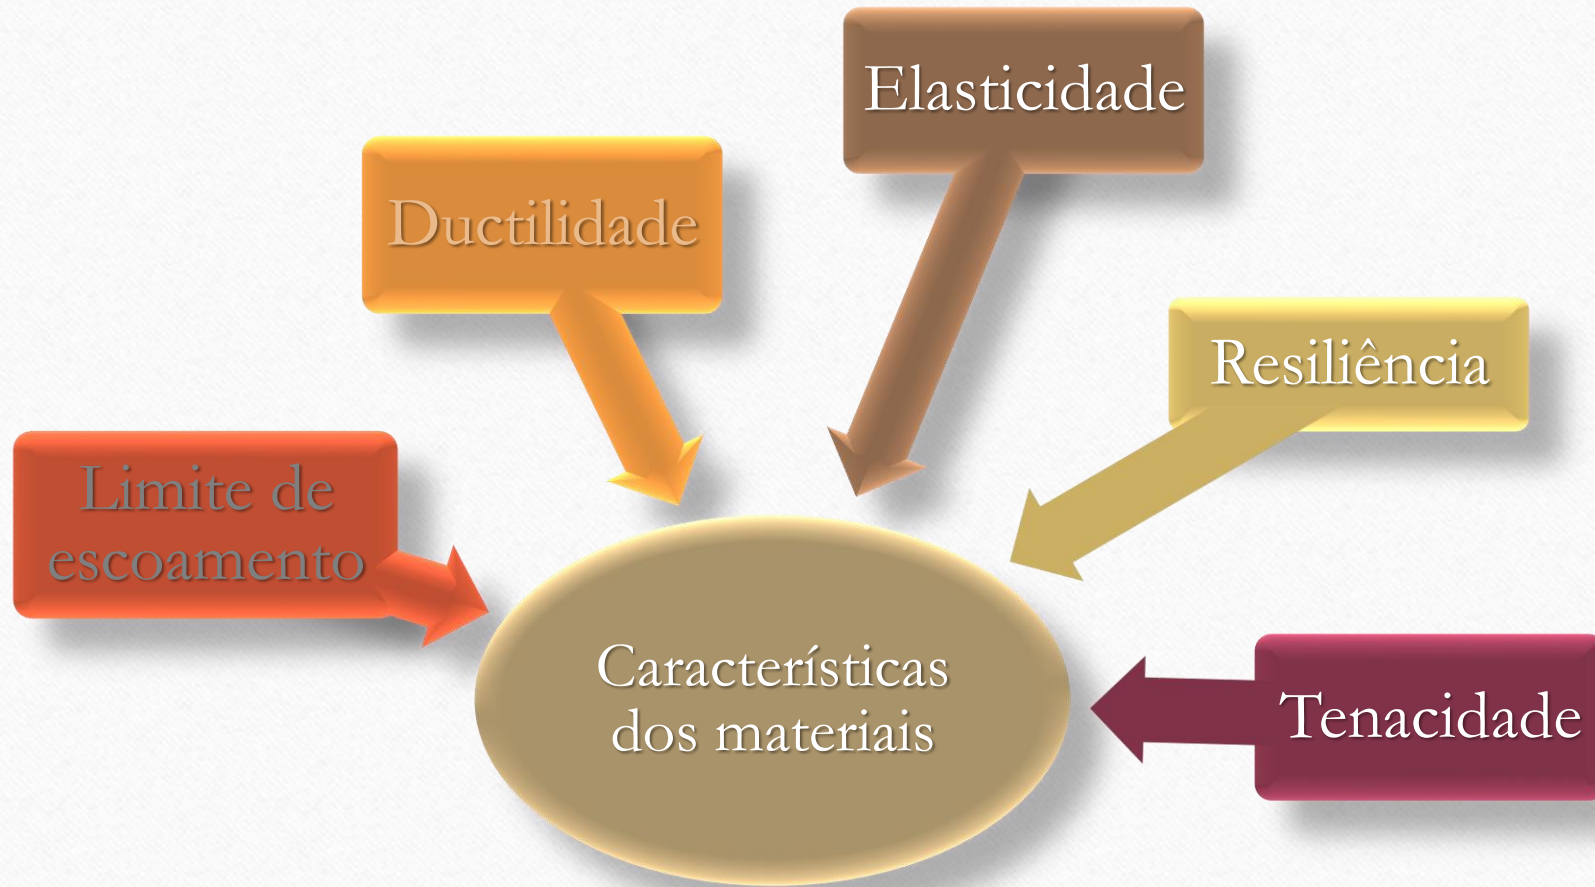 Elasticidade
Ductilidade
Resiliência
Limite de
escoamento
Características
dos materiais
Tenacidade